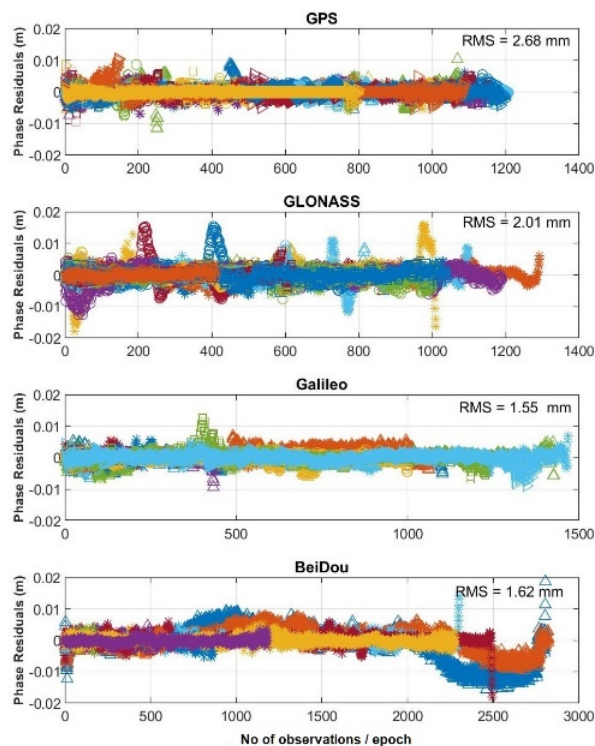 GPS
RMS = 2.68 mm
Phase Residuals (m)
0.02
0.01
0
-0.01
-0.02
0 200 400 600 800 1000 1200 1400
GLONASS
RMS = 2.01 mm
Phase Residuals (m)
0.02
0.01
0
-0.01
-0.02
0 200 400 600 800 1000 1200 1400
Galileo
RMS = 1.55 mm
Phase Residuals (m)
0.02
0.01
0
-0.01
-0.02
0 500 1000 1500
BeiDou
RMS = 1.62 mm
Phase Residuals (m)
0.02
0.01
0
-0.01
-0.02
0 500 1000 1500 2000 2500 3000
No of observations / epoch